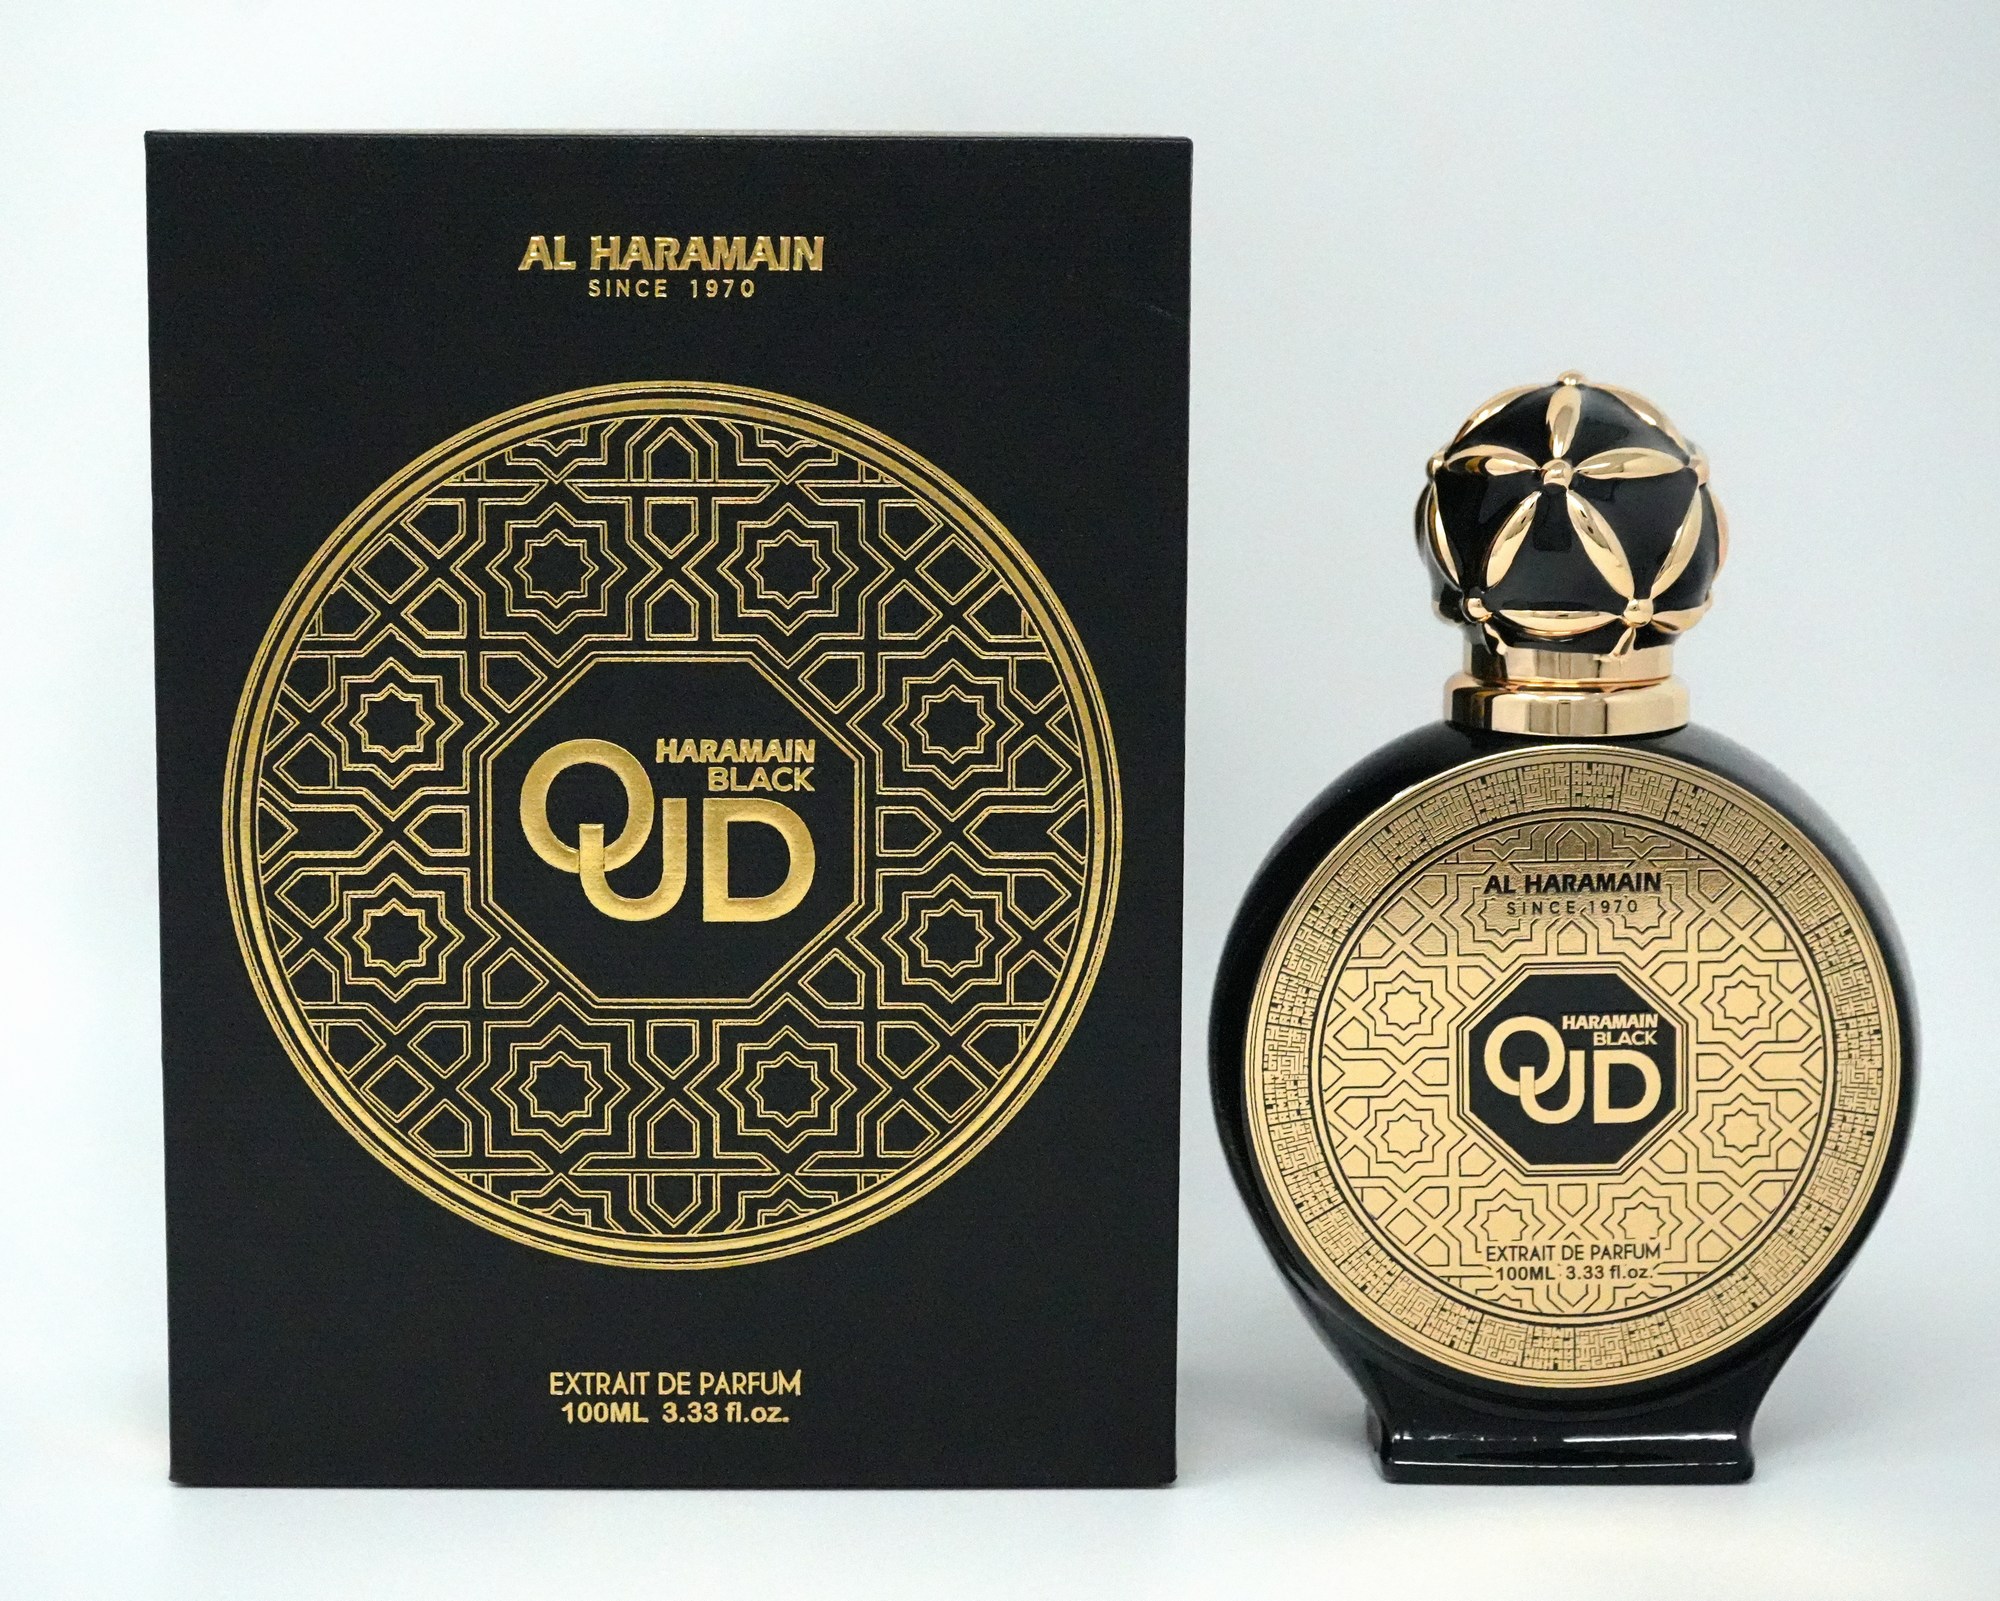 AL HARAMAIN
SINCE 1970
HARAMAIN
BLACK
OUD
EXTRAIT DE PARFUM
100ML 3.33 fl.oz.
AL HARAMAIN
SINCE 1970
HARAMAIN
BLACK
OUD
EXTRAIT DE PARFUM
100ML 3.33 fl.oz.